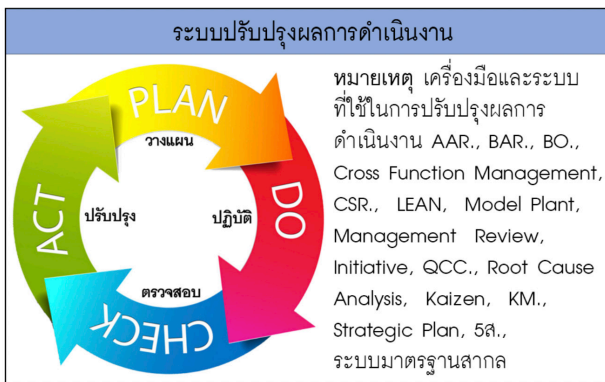 ระบบปรับปรุงผลการดำเนินงาน
PLAN
วางแผน
DO
ปฏิบัติ
CHECK
ตรวจสอบ
ACT
ปรับปรุง
หมายเหตุ เครื่องมือและระบบ
ที่ใช้ในการปรับปรุงผลการ
ดำเนินงาน AAR., BAR., BO.,
Cross Function Management,
CSR., LEAN, Model Plant,
Management Review,
Initiative, QCC., Root Cause
Analysis, Kaizen, KM.,
Strategic Plan, 5ส.,
ระบบมาตรฐานสากล